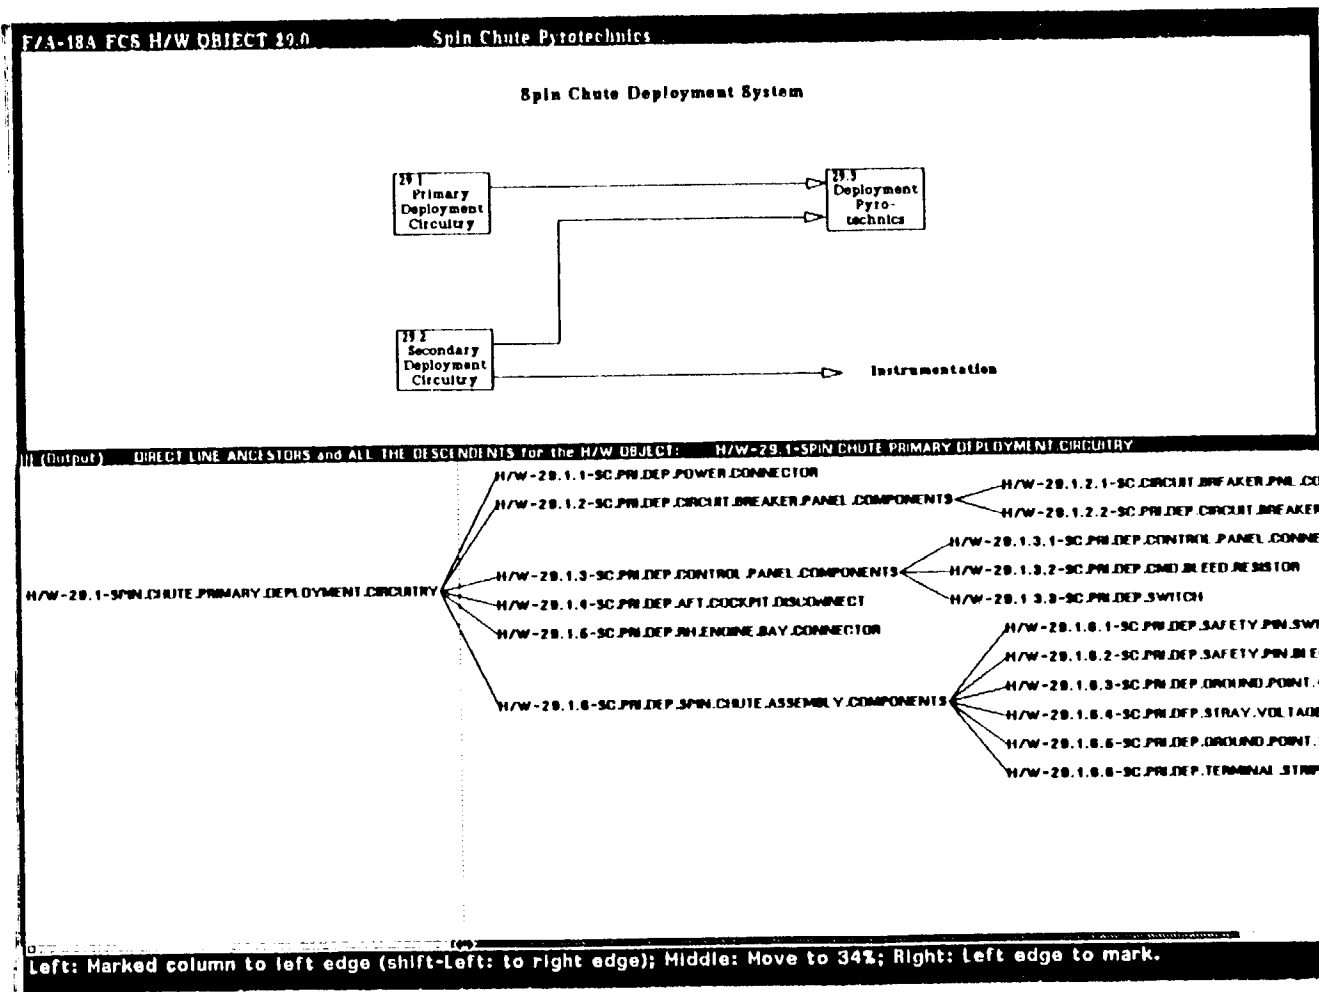 F/A-18A FCS H/W OBJECT 29.0 Spin Chute Pyrotechnics
Spin Chute Deployment System
29.1
Primary
Deployment
Circuitry
29.3
Deployment
Pyro-
technics
29.2
Secondary
Deployment
Circuitry
Instrumentation
(Output) DIRECT LINE ANCESTORS and ALL THE DESCENDENTS for the H/W OBJECT: H/W-29.1-SPIN.CHUTE.PRIMARY.DEPLOYMENT.CIRCUITRY
H/W-29.1.1-SC.PRI.DEP.POWER.CONNECTOR
H/W-29.1.2-SC.PRI.DEP.CIRCUIT.BREAKER.PANEL.COMPONENTS
H/W-29.1.2.1-SC.CIRCUIT.BREAKER.PNL.CO
H/W-29.1.2.2-SC.PRI.DEP.CIRCUIT.BREAKER
H/W-29.1.3.1-SC.PRI.DEP.CONTROL.PANEL.CONNE
H/W-29.1.3-SC.PRI.DEP.CONTROL.PANEL.COMPONENTS
H/W-29.1.3.2-SC.PRI.DEP.CMD.BLEED.RESISTOR
H/W-29.1-SPIN.CHUTE.PRIMARY.DEPLOYMENT.CIRCUITRY
H/W-29.1.4-SC.PRI.DEP.AFT.COCKPIT.DISCONNECT
H/W-29.1.3.3-SC.PRI.DEP.SWITCH
H/W-29.1.5-SC.PRI.DEP.RH.ENGINE.BAY.CONNECTOR
H/W-29.1.6.1-SC.PRI.DEP.SAFETY.PIN.SWI
H/W-29.1.6.2-SC.PRI.DEP.SAFETY.PIN.BLE
H/W-29.1.6.3-SC.PRI.DEP.GROUND.POINT.
H/W-29.1.6-SC.PRI.DEP.SPIN.CHUTE.ASSEMBLY.COMPONENTS
H/W-29.1.6.4-SC.PRI.DEP.STRAY.VOLTAGE
H/W-29.1.6.5-SC.PRI.DEP.GROUND.POINT.
H/W-29.1.6.6-SC.PRI.DEP.TERMINAL.STRIP
Left: Marked column to left edge (shift-Left: to right edge); Middle: Move to 34%; Right: Left edge to mark.